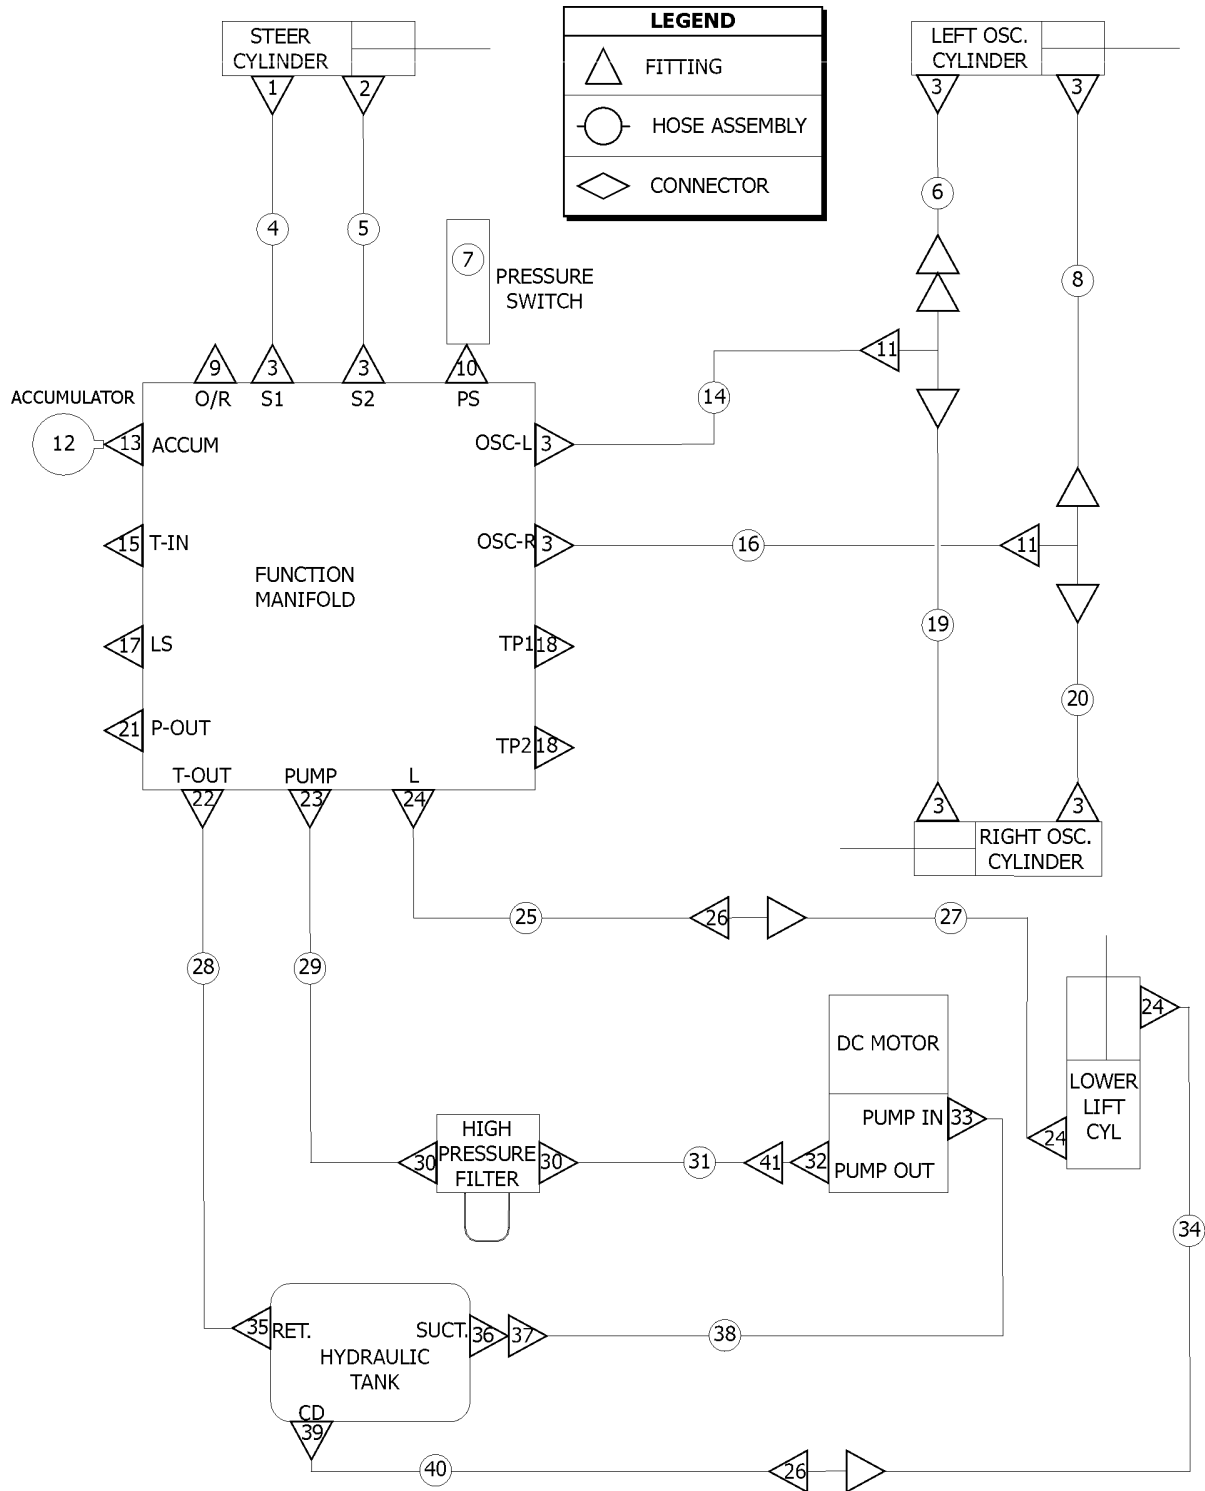 STEER
CYLINDER
LEGEND
FITTING
HOSE ASSEMBLY
CONNECTOR
LEFT OSC.
CYLINDER
1
2
3
3
6
4
5
7
PRESSURE
SWITCH
8
9
3
3
10
11
ACCUMULATOR
O/R
S1
S2
PS
14
12
13
ACCUM
OSC-L
3
15
T-IN
OSC-R
3
16
11
FUNCTION
MANIFOLD
19
17
LS
TP1
18
20
21
P-OUT
TP2
18
T-OUT
PUMP
L
22
23
24
3
3
RIGHT OSC.
CYLINDER
25
26
27
28
29
24
DC MOTOR
LOWER
LIFT
CYL
PUMP IN
33
24
HIGH
PRESSURE
FILTER
30
30
31
41
32
PUMP OUT
34
35
RET.
SUCT.
36
37
38
HYDRAULIC
TANK
CD
39
40
26